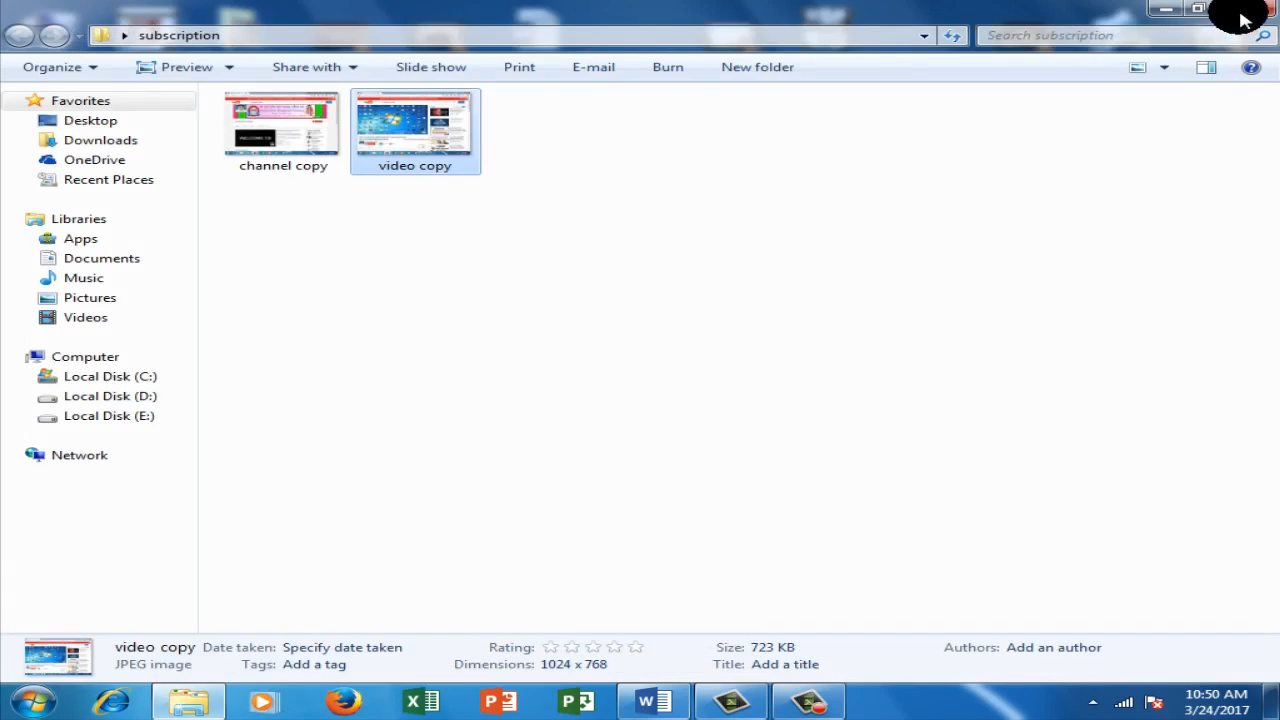 subscription
Search subscription
Organize Preview Share with Slide show Print E-mail Burn New folder
Favorites
Desktop
Downloads
OneDrive
Recent Places
Libraries
Apps
Documents
Music
Pictures
Videos
Computer
Local Disk (C:)
Local Disk (D:)
Local Disk (E:)
Network
channel copy
video copy
WELCOME TO
video copy Date taken: Specify date taken Rating: Size: 723 KB Authors: Add an author
JPEG image Tags: Add a tag Dimensions: 1024 x 768 Title: Add a title
10:50 AM
3/24/2017